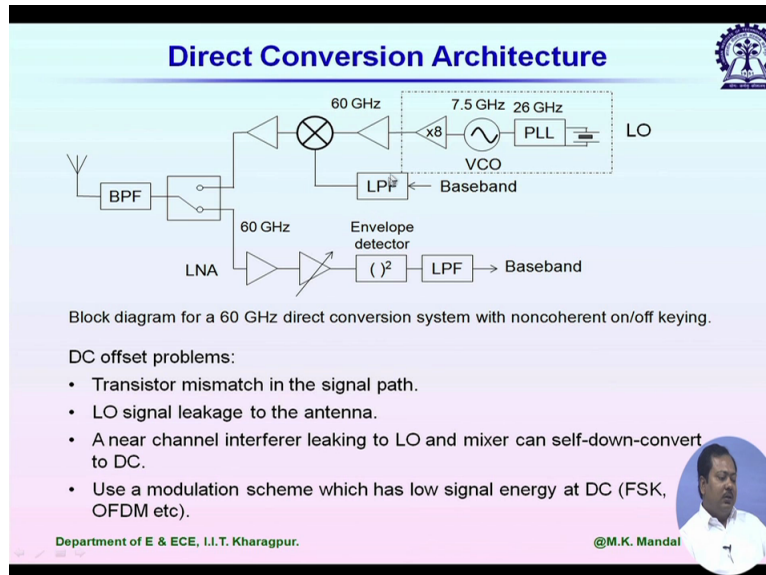 Direct Conversion Architecture
60 GHz
7.5 GHz 26 GHz
x8
PLL
LO
VCO
LPF
Baseband
BPF
60 GHz
Envelope
detector
LNA
( )²
LPF
Baseband
Block diagram for a 60 GHz direct conversion system with noncoherent on/off keying.
DC offset problems:
• Transistor mismatch in the signal path.
• LO signal leakage to the antenna.
• A near channel interferer leaking to LO and mixer can self-down-convert
to DC.
• Use a modulation scheme which has low signal energy at DC (FSK,
OFDM etc).
Department of E & ECE, I.I.T. Kharagpur.
@M.K. Mandal